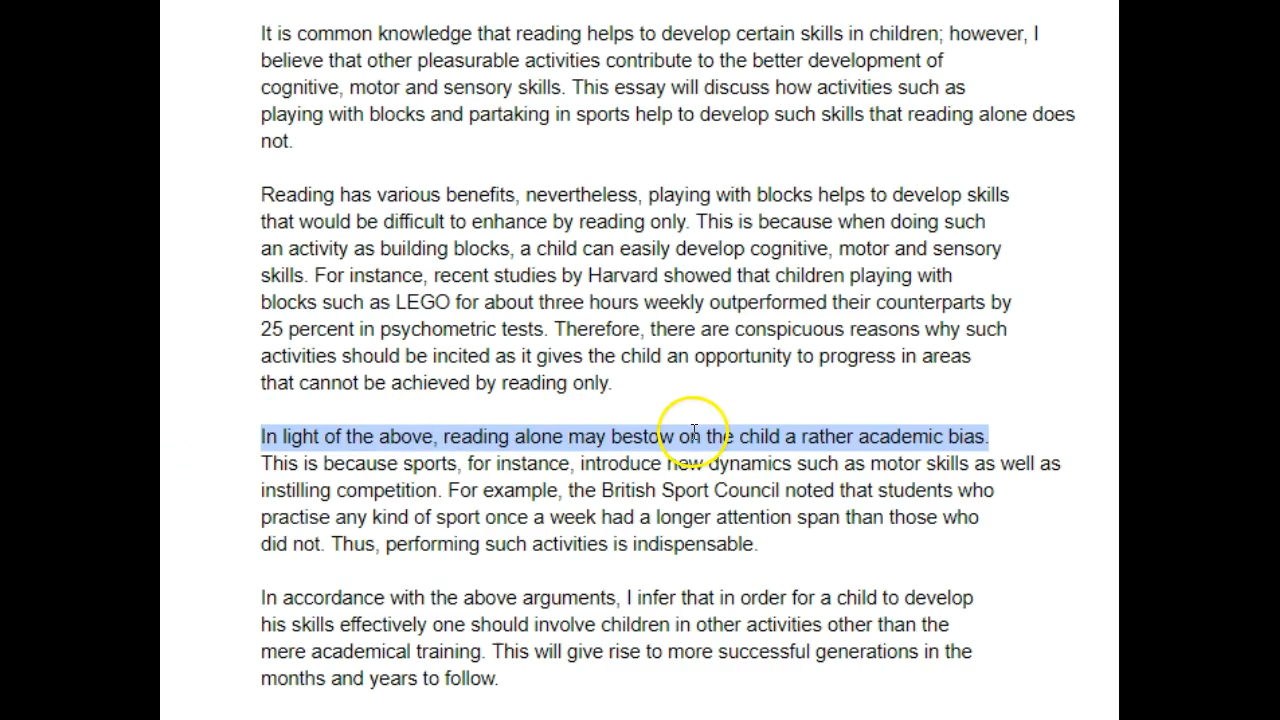 It is common knowledge that reading helps to develop certain skills in children; however, I
believe that other pleasurable activities contribute to the better development of
cognitive, motor and sensory skills. This essay will discuss how activities such as
playing with blocks and partaking in sports help to develop such skills that reading alone does
not.
Reading has various benefits, nevertheless, playing with blocks helps to develop skills
that would be difficult to enhance by reading only. This is because when doing such
an activity as building blocks, a child can easily develop cognitive, motor and sensory
skills. For instance, recent studies by Harvard showed that children playing with
blocks such as LEGO for about three hours weekly outperformed their counterparts by
25 percent in psychometric tests. Therefore, there are conspicuous reasons why such
activities should be incited as it gives the child an opportunity to progress in areas
that cannot be achieved by reading only.
In light of the above, reading alone may bestow on the child a rather academic bias.
This is because sports, for instance, introduce new dynamics such as motor skills as well as
instilling competition. For example, the British Sport Council noted that students who
practise any kind of sport once a week had a longer attention span than those who
did not. Thus, performing such activities is indispensable.
In accordance with the above arguments, I infer that in order for a child to develop
his skills effectively one should involve children in other activities other than the
mere academical training. This will give rise to more successful generations in the
months and years to follow.